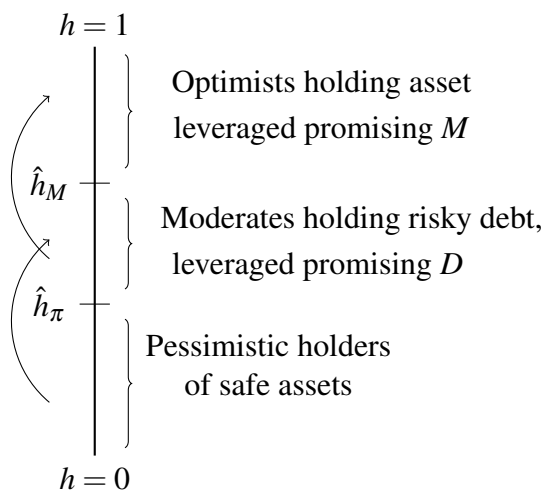 h = 1
Optimists holding asset
leveraged promising M
ĥ_M
Moderates holding risky debt,
leveraged promising D
ĥ_π
Pessimistic holders
of safe assets
h = 0